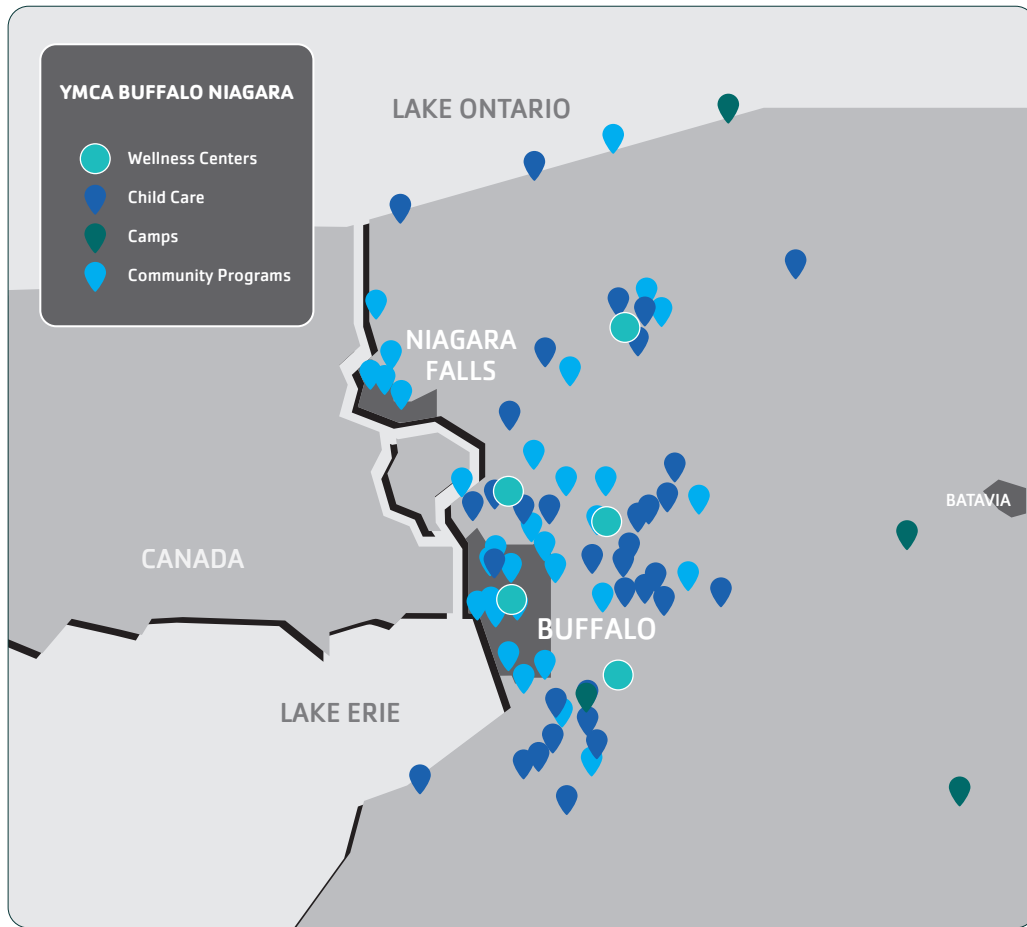 YMCA BUFFALO NIAGARA
Wellness Centers
Child Care
Camps
Community Programs
LAKE ONTARIO
NIAGARA
FALLS
BATAVIA
CANADA
BUFFALO
LAKE ERIE